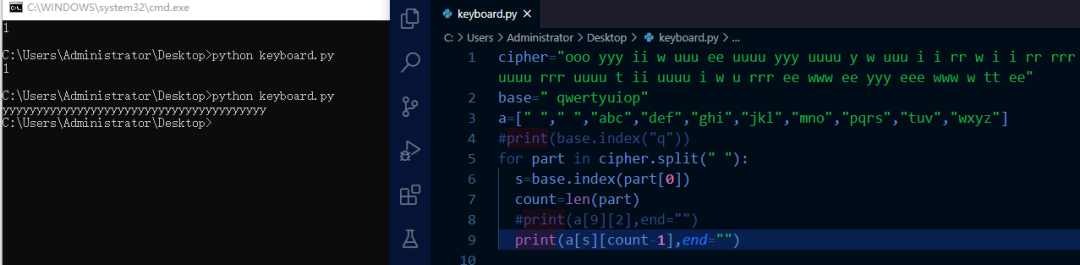 C:\WINDOWS\system32\cmd.exe
1
C:\Users\Administrator\Desktop>python keyboard.py
1
C:\Users\Administrator\Desktop>python keyboard.py
C:\Users\Administrator\Desktop>
keyboard.py ×
C: > Users > Administrator > Desktop > keyboard.py > ...
1 cipher="ooo yyy ii w uuu ee uuuu yyy uuuu y w uuu i i rr w i i rr rrr
uuuu rrr uuuu t ii uuuu i w u rrr ee www ee yyy eee www w tt ee"
2 base=" qwertyuiop"
3 a=[" "," ","abc","def","ghi","jkl","mno","pqrs","tuv","wxyz"]
4 #print(base.index("q"))
5 for part in cipher.split(" "):
6 s=base.index(part[0])
7 count=len(part)
8 #print(a[9][2],end="")
9 print(a[s][count-1],end="")
10